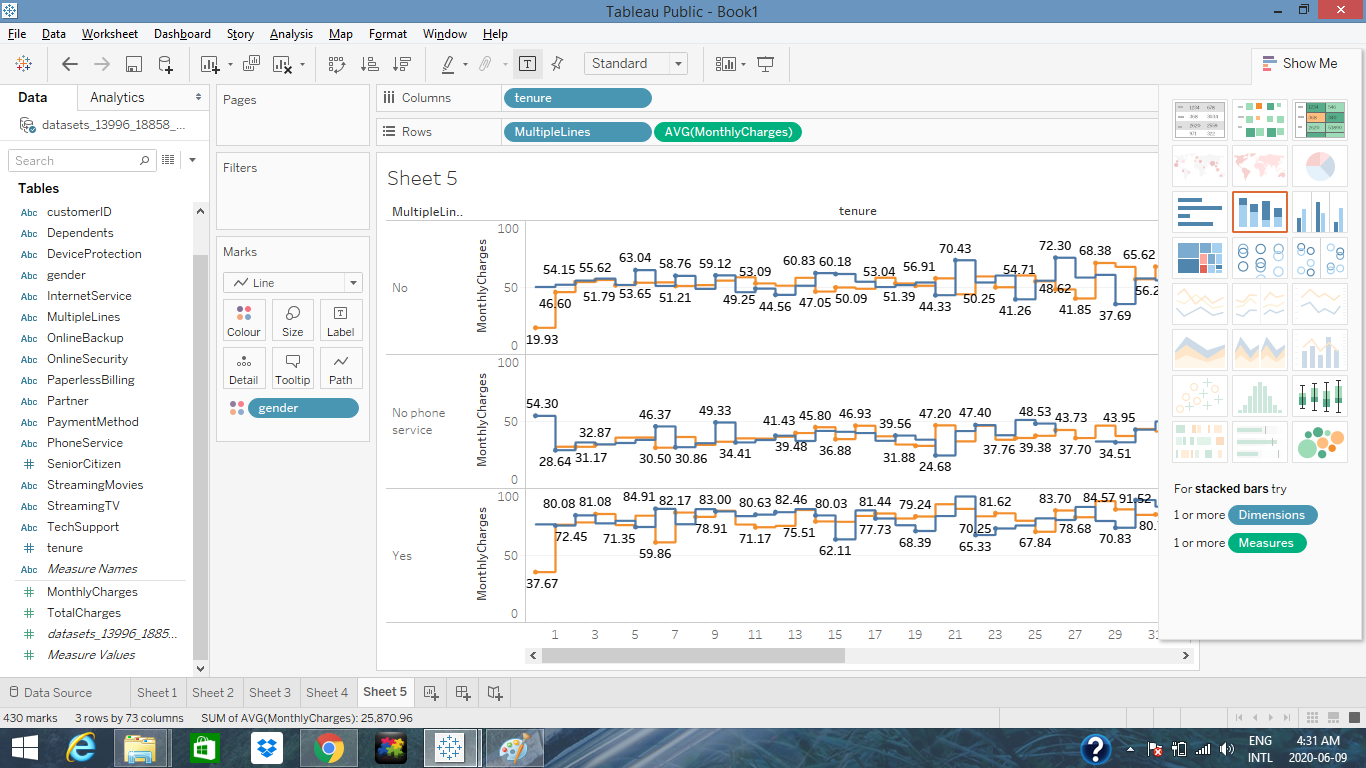 Tableau Public - Book1
File Data Worksheet Dashboard Story Analysis Map Format Window Help
Standard
Show Me
Data Analytics
datasets_13996_18858_...
Search
Tables
Abc customerID
Abc Dependents
Abc DeviceProtection
Abc gender
Abc InternetService
Abc MultipleLines
Abc OnlineBackup
Abc OnlineSecurity
Abc PaperlessBilling
Abc Partner
Abc PaymentMethod
Abc PhoneService
# SeniorCitizen
Abc StreamingMovies
Abc StreamingTV
Abc TechSupport
# tenure
Abc Measure Names
# MonthlyCharges
# TotalCharges
# datasets_13996_1885...
# Measure Values
Pages
Filters
Marks
Line
Colour Size Label
Detail Tooltip Path
gender
Columns tenure
Rows MultipleLines AVG(MonthlyCharges)
Sheet 5
MultipleLin.. tenure
No
MonthlyCharges
100
50
0
54.15 55.62 63.04 58.76 59.12 53.09 60.83 60.18 53.04 56.91 70.43 54.71 72.30 68.38 65.62
46.60 51.79 53.65 51.21 49.25 44.56 47.05 50.09 51.39 44.33 50.25 41.26 48.62 41.85 37.69 56.2
19.93
No phone
service
MonthlyCharges
100
50
0
54.30 32.87 46.37 49.33 41.43 45.80 46.93 39.56 47.20 47.40 48.53 43.73 43.95
28.64 31.17 30.50 30.86 34.41 39.48 36.88 31.88 24.68 37.76 39.38 37.70 34.51
Yes
MonthlyCharges
100
50
0
80.08 81.08 84.91 82.17 83.00 80.63 82.46 80.03 81.44 79.24 81.62 83.70 84.57 91.52
72.45 71.35 59.86 78.91 71.17 75.51 62.11 77.73 68.39 70.25 65.33 67.84 78.68 70.83 80.
37.67
1 3 5 7 9 11 13 15 17 19 21 23 25 27 29 31
For stacked bars try
1 or more Dimensions
1 or more Measures
Data Source Sheet 1 Sheet 2 Sheet 3 Sheet 4 Sheet 5
430 marks 3 rows by 73 columns SUM of AVG(MonthlyCharges): 25,870.96
ENG
INTL
4:31 AM
2020-06-09